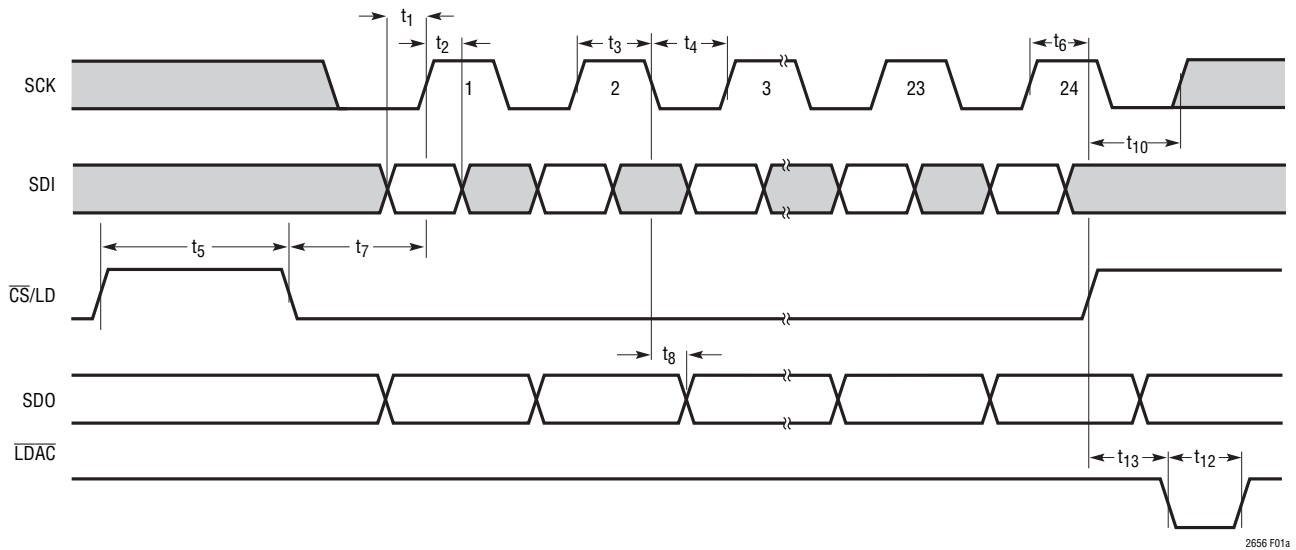 t1
t2
t3
t4
t6
SCK
1
2
3
23
24
t10
SDI
t5
t7
CS/LD
t8
SDO
LDAC
t13
t12
2656 F01a